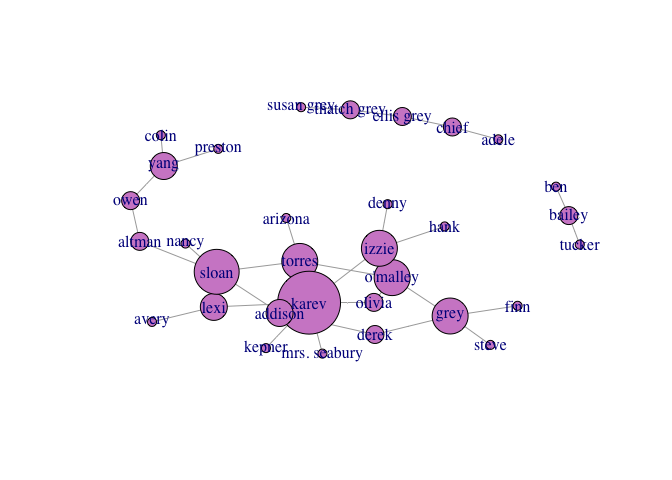 susan grey
thatch grey
ellis grey
chief
adele
colin
preston
yang
owen
ben
bailey
tucker
denny
arizona
hank
altman
nancy
izzie
torres
sloan
o'malley
karev
olivia
lexi
addison
avery
grey
finn
derek
steve
kepner
mrs. seabury